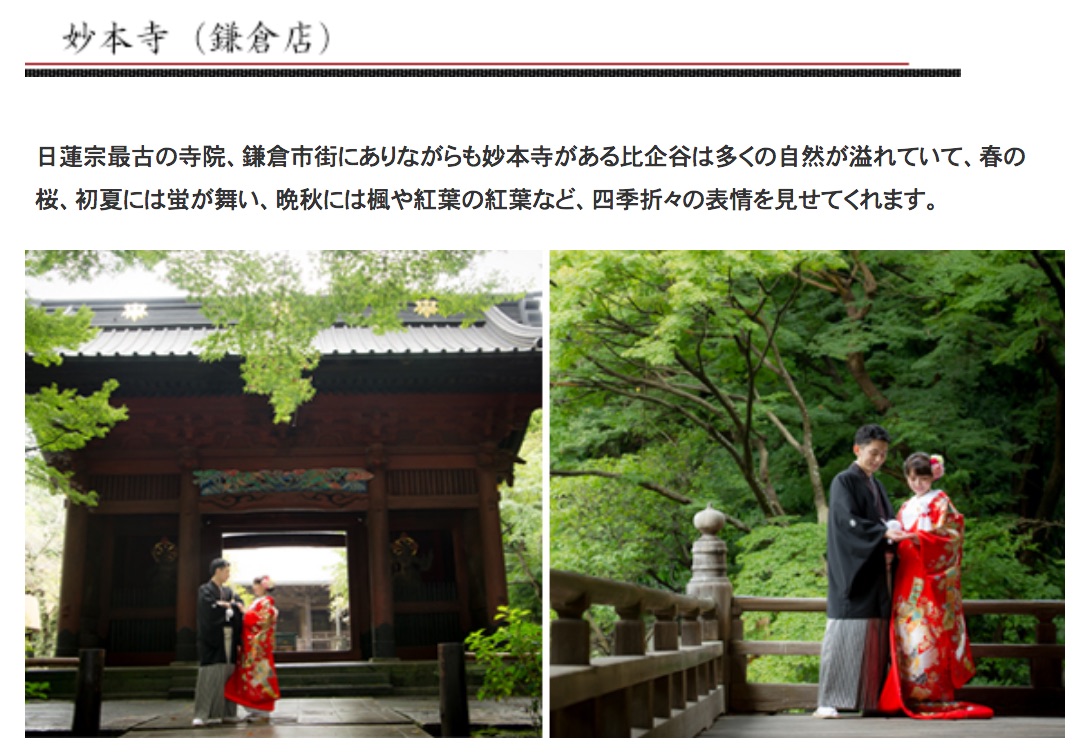 妙本寺（鎌倉店）
日蓮宗最古の寺院、鎌倉市街にありながらも妙本寺がある比企谷は多くの自然が溢れていて、春の
桜、初夏には蛍が舞い、晩秋には楓や紅葉の紅葉など、四季折々の表情を見せてくれます。